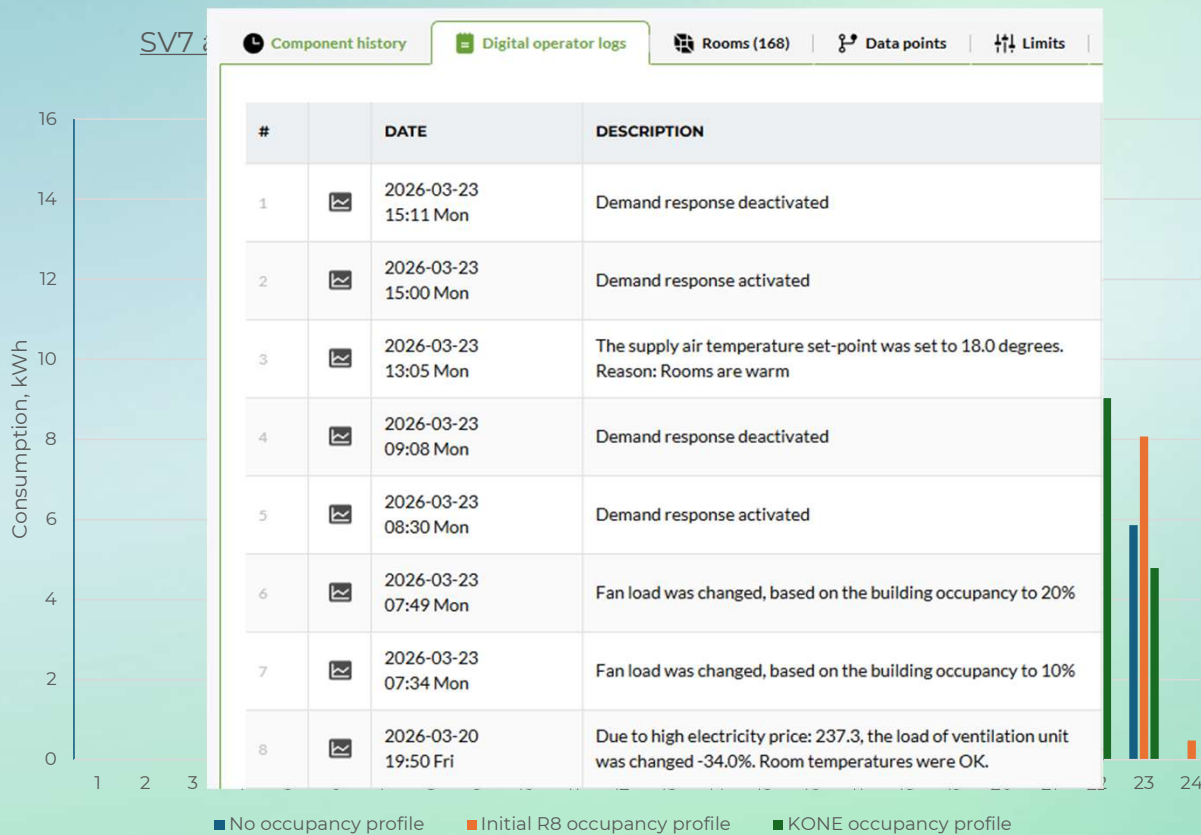 SV7
Component history
Digital operator logs
Rooms (168)
Data points
Limits
# DATE DESCRIPTION
1 2026-03-23 15:11 Mon Demand response deactivated
2 2026-03-23 15:00 Mon Demand response activated
3 2026-03-23 13:05 Mon The supply air temperature set-point was set to 18.0 degrees.
Reason: Rooms are warm
4 2026-03-23 09:08 Mon Demand response deactivated
5 2026-03-23 08:30 Mon Demand response activated
6 2026-03-23 07:49 Mon Fan load was changed, based on the building occupancy to 20%
7 2026-03-23 07:34 Mon Fan load was changed, based on the building occupancy to 10%
8 2026-03-20 19:50 Fri Due to high electricity price: 237.3, the load of ventilation unit
was changed -34.0%. Room temperatures were OK.
Consumption, kWh
16
14
12
10
8
6
4
2
0
1 2 3 23 24
No occupancy profile
Initial R8 occupancy profile
KONE occupancy profile